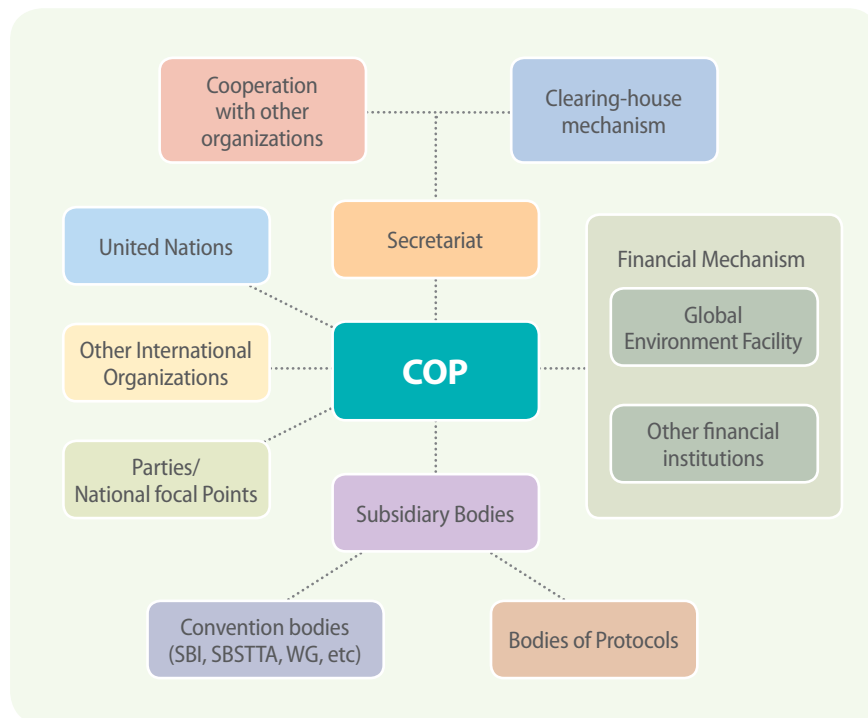 Cooperation
with other
organizations
Clearing-house
mechanism
United Nations
Secretariat
Financial Mechanism
Global
Environment Facility
Other International
Organizations
COP
Other financial
institutions
Parties/
National focal Points
Subsidiary Bodies
Convention bodies
(SBI, SBSTTA, WG, etc)
Bodies of Protocols